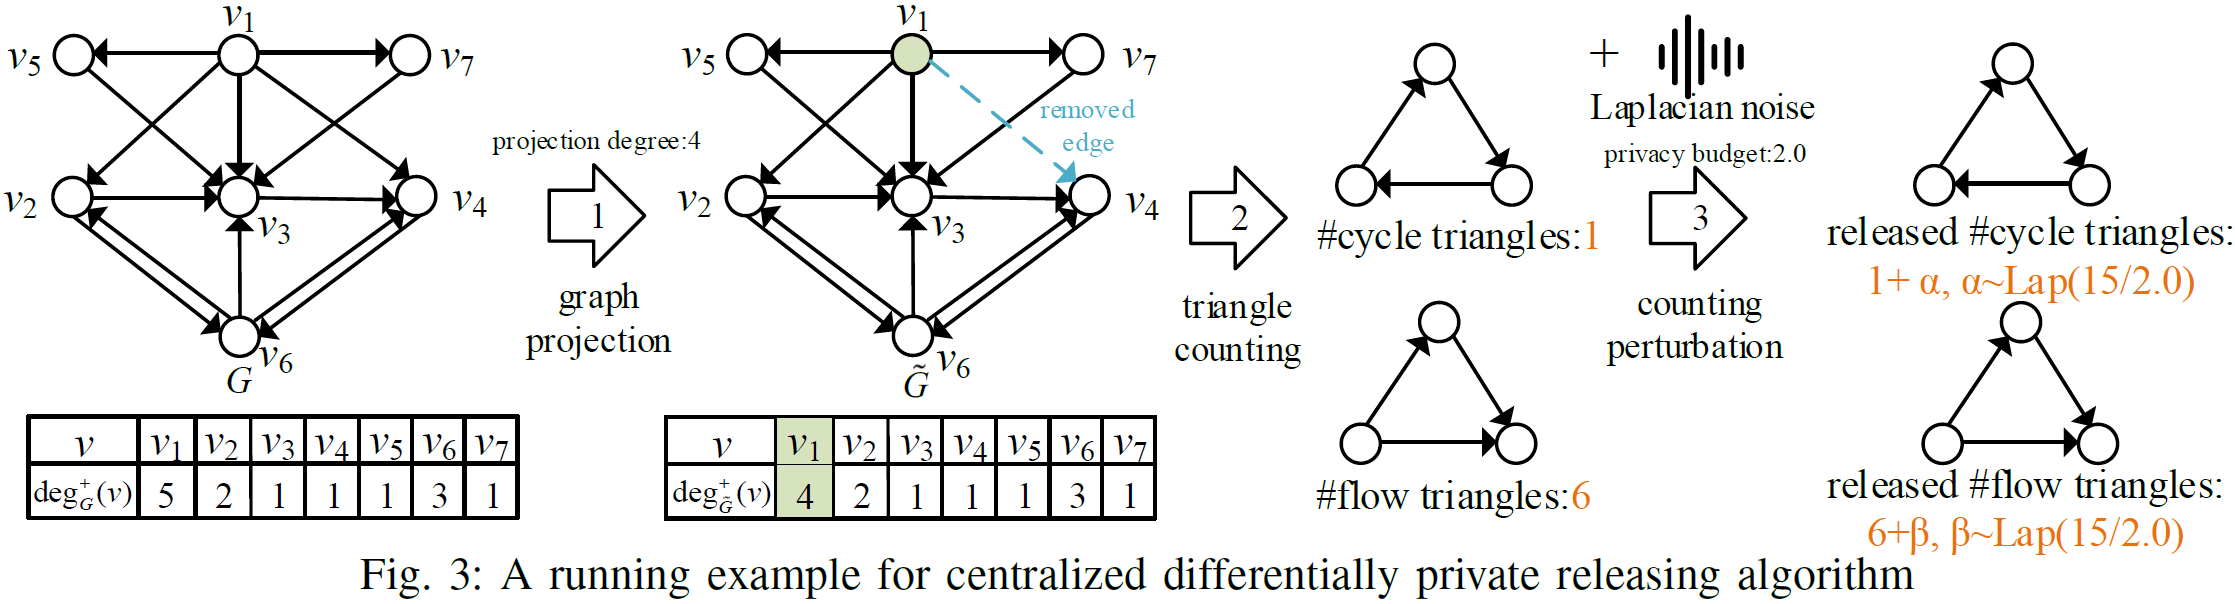 v1
v5
v7
v2
v3
v4
v6
G
v v1 v2 v3 v4 v5 v6 v7
deg⁺G(v) 5 2 1 1 1 3 1
projection degree:4
1
graph
projection
v1
v5
v7
removed
edge
v2
v3
v4
v6
G̃
v v1 v2 v3 v4 v5 v6 v7
deg⁺G̃(v) 4 2 1 1 1 3 1
2
triangle
counting
#cycle triangles:1
#flow triangles:6
+
Laplacian noise
privacy budget:2.0
3
counting
perturbation
released #cycle triangles:
1+ α, α~Lap(15/2.0)
released #flow triangles:
6+β, β~Lap(15/2.0)
Fig. 3: A running example for centralized differentially private releasing algorithm